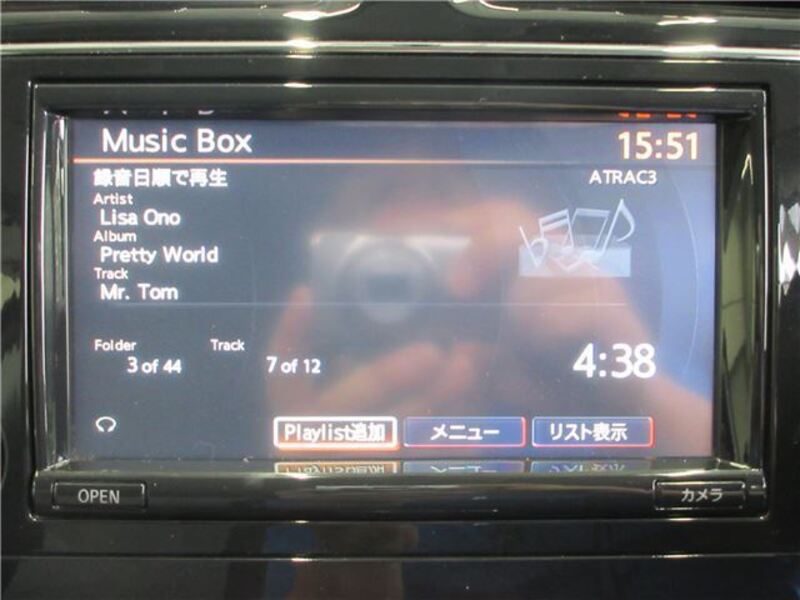 Music Box
15:51
録音日順で再生
ATRAC3
Artist
Lisa Ono
Album
Pretty World
Track
Mr. Tom
Folder
Track
3 of 44
7 of 12
4:38
Playlist追加
メニュー
リスト表示
OPEN
カメラ